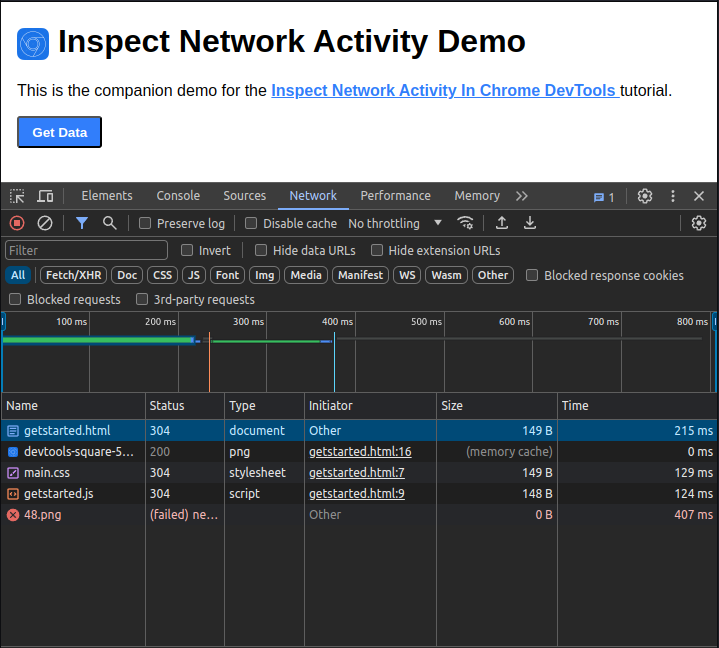 Inspect Network Activity Demo
This is the companion demo for the Inspect Network Activity In Chrome DevTools tutorial.
Get Data
Elements Console Sources Network Performance Memory 1
Preserve log Disable cache No throttling
Filter Invert Hide data URLs Hide extension URLs
All Fetch/XHR Doc CSS JS Font Img Media Manifest WS Wasm Other Blocked response cookies
Blocked requests 3rd-party requests
100 ms 200 ms 300 ms 400 ms 500 ms 600 ms 700 ms 800 ms
Name Status Type Initiator Size Time
getstarted.html 304 document Other 149 B 215 ms
devtools-square-5... 200 png getstarted.html:16 (memory cache) 0 ms
main.css 304 stylesheet getstarted.html:7 149 B 129 ms
getstarted.js 304 script getstarted.html:9 148 B 124 ms
48.png (failed) ne... Other 0 B 407 ms